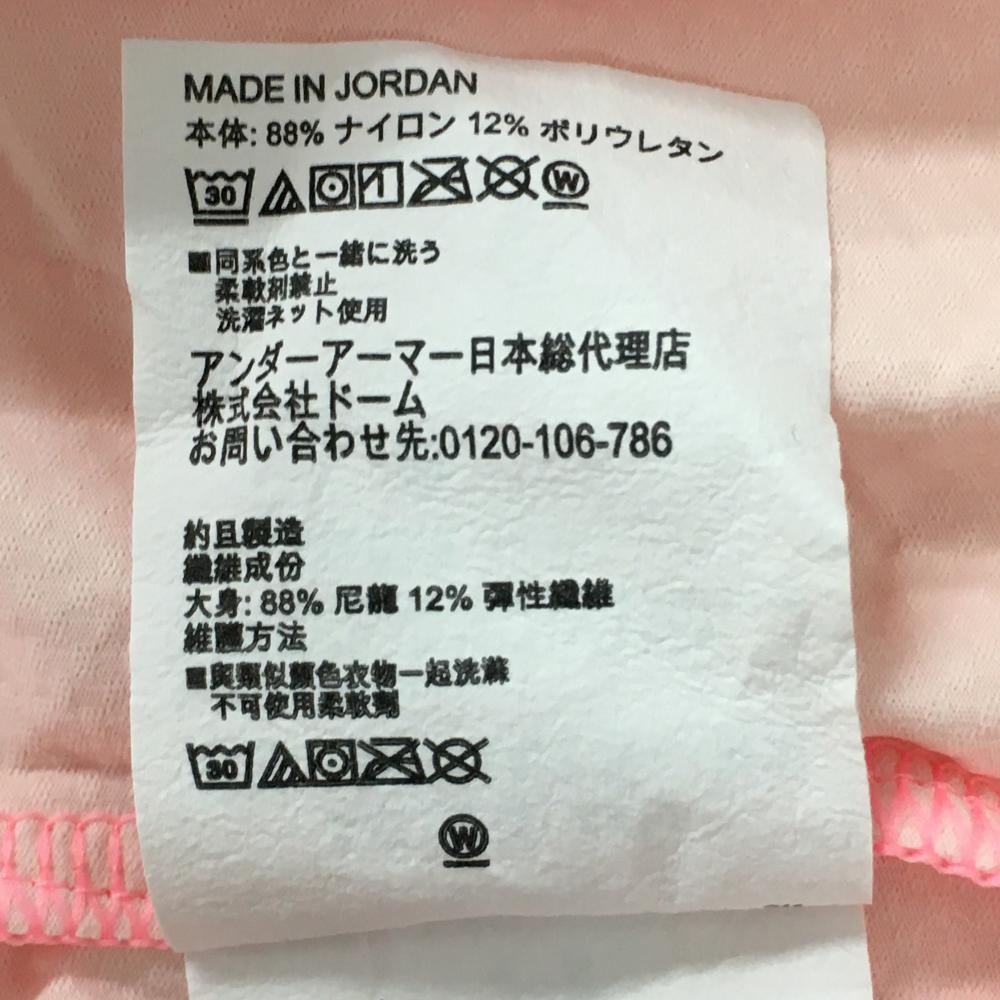 MADE IN JORDAN
本体: 88% ナイロン 12% ポリウレタン
30 W
■同系色と一緒に洗う
柔軟剤禁止
洗濯ネット使用
アンダーアーマー日本総代理店
株式会社ドーム
お問い合わせ先:0120-106-786
約旦製造
纖維成份
大身: 88% 尼龍 12% 彈性纖維
維護方法
■與類似顏色衣物一起洗滌
不可使用柔軟劑
30
W